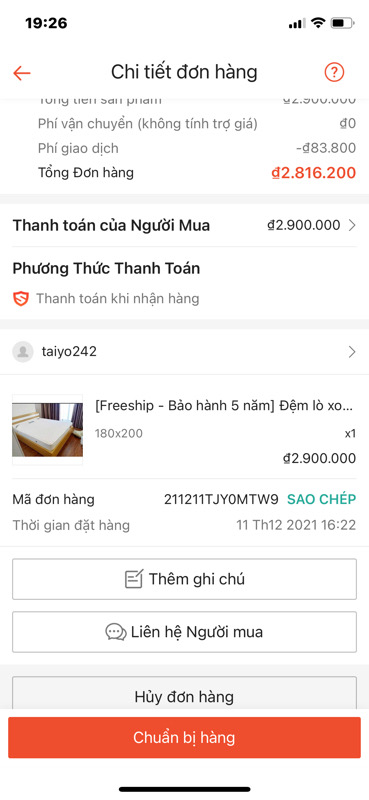 19:26
Chi tiết đơn hàng
?
Tổng tiền sản phẩm ₫2.900.000
Phí vận chuyển (không tính trợ giá) ₫0
Phí giao dịch -₫83.800
Tổng Đơn hàng ₫2.816.200
Thanh toán của Người Mua ₫2.900.000
Phương Thức Thanh Toán
Thanh toán khi nhận hàng
taiyo242
[Freeship - Bảo hành 5 năm] Đệm lò xo...
180x200 x1
₫2.900.000
Mã đơn hàng 211211TJY0MTW9 SAO CHÉP
Thời gian đặt hàng 11 Th12 2021 16:22
Thêm ghi chú
Liên hệ Người mua
Hủy đơn hàng
Chuẩn bị hàng